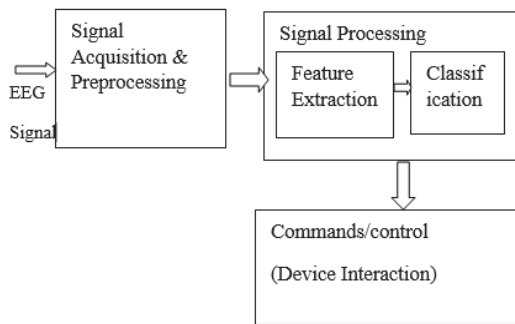 EEG
Signal
Signal
Acquisition &
Preprocessing
Signal Processing
Feature
Extraction
Classif
ication
Commands/control
(Device Interaction)